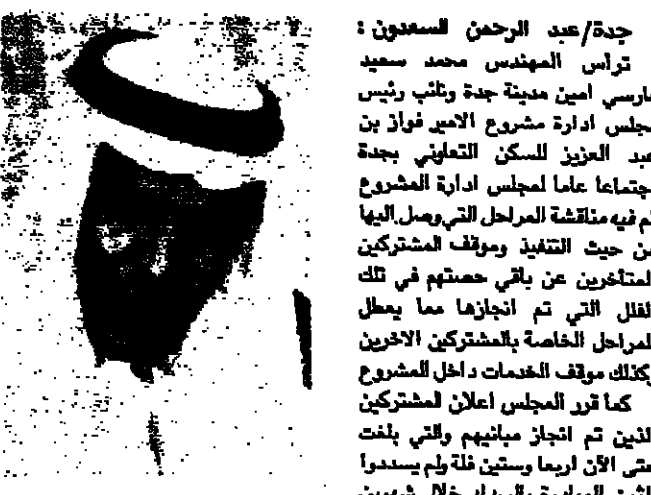 جدة/عبد الرحمن السعدون :
ترأس المهندس محمد سعيد
فارسي امين مدينة جدة ونائب رئيس
مجلس ادارة مشروع الامير فواز بن
عبد العزيز للسكن التعاوني بجدة
اجتماعا عاما لمجلس ادارة المشروع
تم فيه مناقشة المراحل التي وصل اليها
من حيث التنفيذ وموقف المشتركين
المتأخرين عن باقي حصتهم في تلك
الفلل التي تم انجازها مما يعطل
المراحل الخاصة بالمشتركين الاخرين
وكذلك موقف الخدمات داخل المشروع
كما قرر المجلس اعلان المشتركين
الذين تم انجاز مبانيهم والتي بلغت
حتى الآن اربعا وستين فلة ولم يسددوا
خلال شهرين